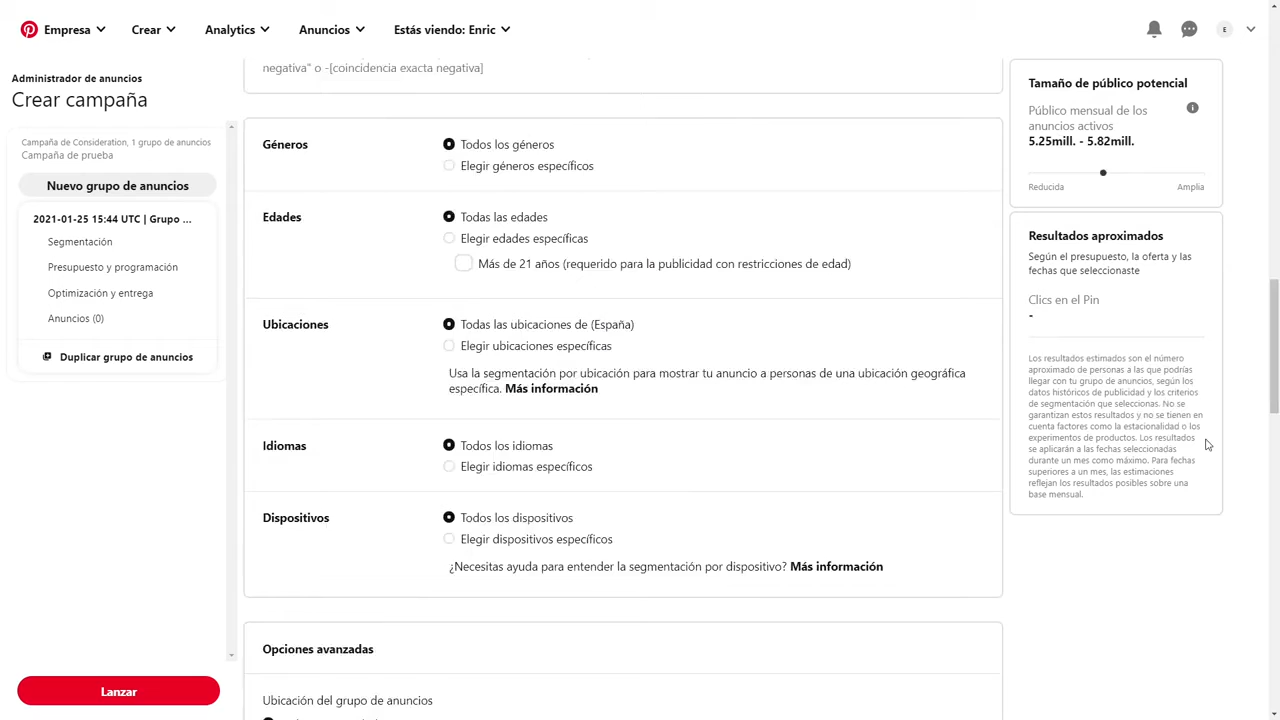 Empresa
Crear
Analytics
Anuncios
Estás viendo: Enric
E
Administrador de anuncios
Crear campaña
Campaña de Consideration, 1 grupo de anuncios
Campaña de prueba
Nuevo grupo de anuncios
2021-01-25 15:44 UTC | Grupo ...
Segmentación
Presupuesto y programación
Optimización y entrega
Anuncios (0)
Duplicar grupo de anuncios
Lanzar
negativa" o -[coincidencia exacta negativa]
Géneros
Todos los géneros
Elegir géneros específicos
Edades
Todas las edades
Elegir edades específicas
Más de 21 años (requerido para la publicidad con restricciones de edad)
Ubicaciones
Todas las ubicaciones de (España)
Elegir ubicaciones específicas
Usa la segmentación por ubicación para mostrar tu anuncio a personas de una ubicación geográfica
específica. Más información
Idiomas
Todos los idiomas
Elegir idiomas específicos
Dispositivos
Todos los dispositivos
Elegir dispositivos específicos
¿Necesitas ayuda para entender la segmentación por dispositivo? Más información
Opciones avanzadas
Ubicación del grupo de anuncios
Tamaño de público potencial
Público mensual de los
anuncios activos
5.25mill. - 5.82mill.
Reducida
Amplia
Resultados aproximados
Según el presupuesto, la oferta y las
fechas que seleccionaste
Clics en el Pin
-
Los resultados estimados son el número
aproximado de personas a las que podrías
llegar con tu grupo de anuncios, según los
datos históricos de publicidad y los criterios
de segmentación que seleccionas. No se
garantizan estos resultados y no se tienen en
cuenta factores como la estacionalidad o los
experimentos de productos. Los resultados
se aplicarán a las fechas seleccionadas
durante un mes como máximo. Para fechas
superiores a un mes, las estimaciones
reflejan los resultados posibles sobre una
base mensual.